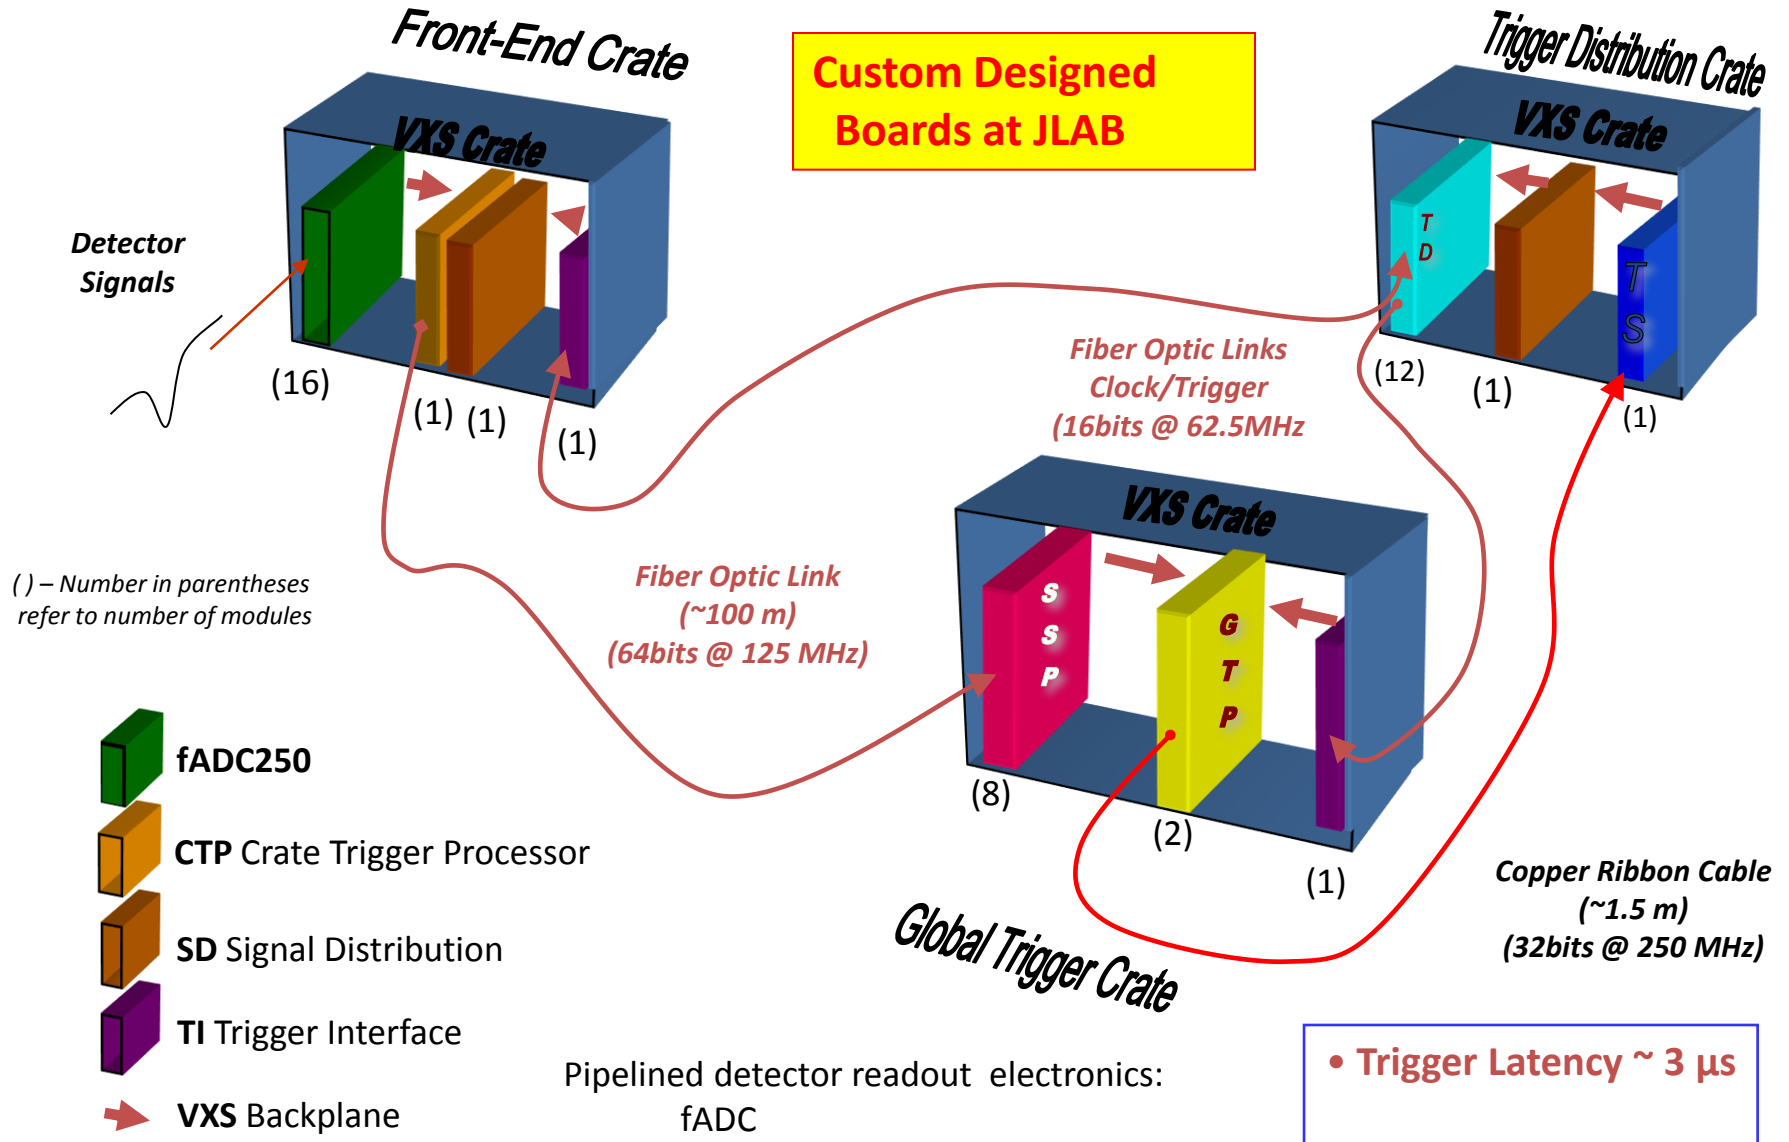 Front-End Crate
Custom Designed
Boards at JLAB
Trigger Distribution Crate
VXS Crate
VXS Crate
T
D
T
S
Detector
Signals
(16)
(1)
(1)
(1)
(12)
(1)
(1)
Fiber Optic Links
Clock/Trigger
(16bits @ 62.5MHz
VXS Crate
( ) – Number in parentheses
refer to number of modules
Fiber Optic Link
(~100 m)
(64bits @ 125 MHz)
S
S
P
G
T
P
(8)
(2)
(1)
Global Trigger Crate
Copper Ribbon Cable
(~1.5 m)
(32bits @ 250 MHz)
fADC250
CTP Crate Trigger Processor
SD Signal Distribution
TI Trigger Interface
VXS Backplane
Pipelined detector readout electronics:
fADC
• Trigger Latency ~ 3 μs